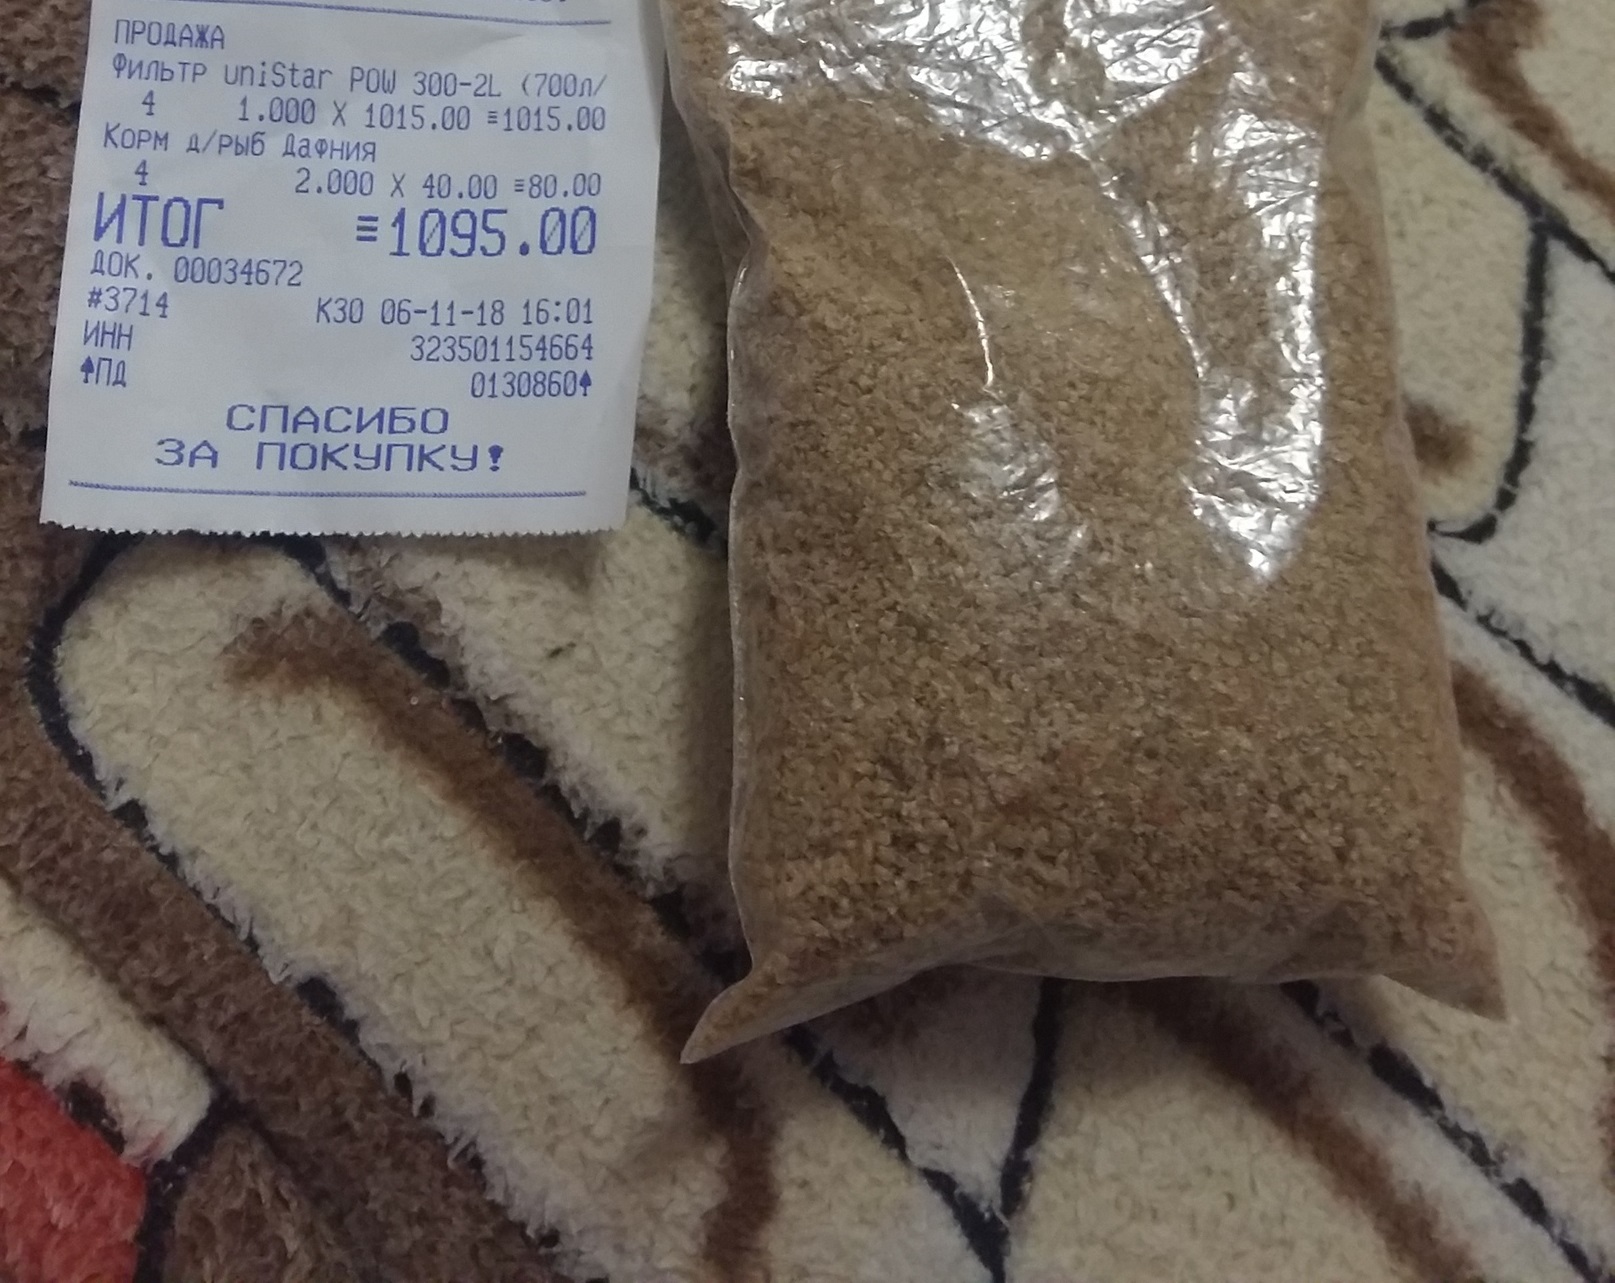 ПРОДАЖА
ФИЛЬТР uniStar POW 300-2L (700л/
4 1.000 X 1015.00 ≡1015.00
Корм д/рыб Дафния
4 2.000 X 40.00 ≡80.00
ИТОГ ≡1095.00
ДОК. 00034672
#3714 К30 06-11-18 16:01
ИНН 323501154664
↑ПД 0130860↑
СПАСИБО
ЗА ПОКУПКУ!